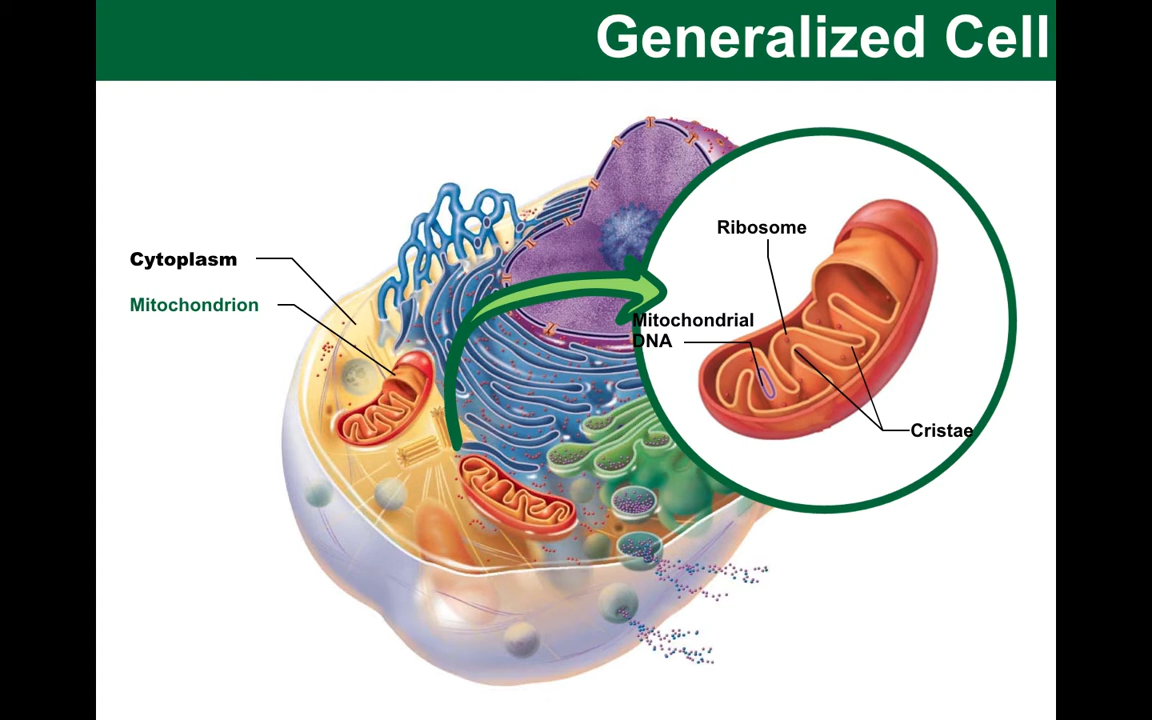 Generalized Cell
Cytoplasm
Mitochondrion
Ribosome
Mitochondrial
DNA
Cristae